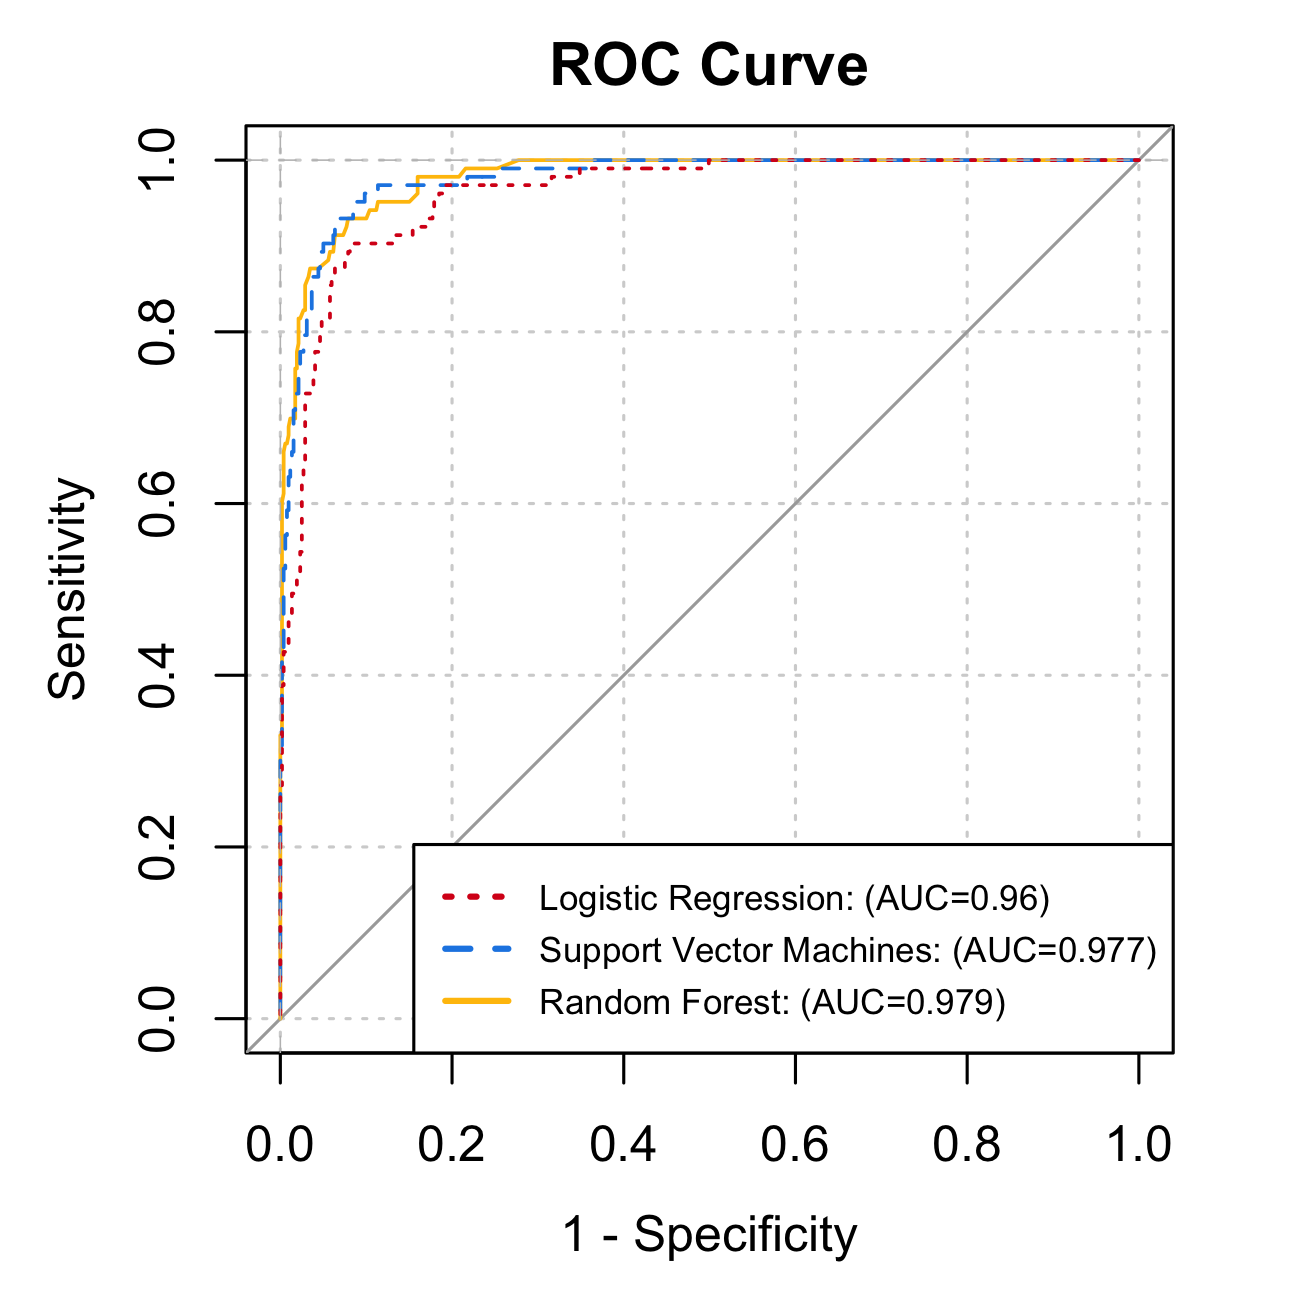 ROC Curve
Sensitivity
1.0
0.8
0.6
0.4
0.2
0.0
Logistic Regression: (AUC=0.96)
Support Vector Machines: (AUC=0.977)
Random Forest: (AUC=0.979)
0.0 0.2 0.4 0.6 0.8 1.0
1 - Specificity